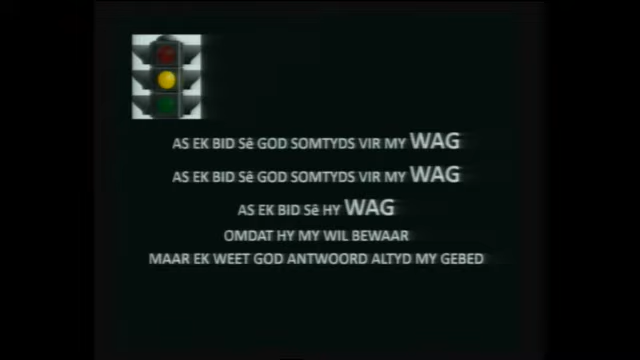 AS EK BID Sê GOD SOMTYDS VIR MY WAG
AS EK BID Sê GOD SOMTYDS VIR MY WAG
AS EK BID Sê HY WAG
OMDAT HY MY WIL BEWAAR
MAAR EK WEET GOD ANTWOORD ALTYD MY GEBED